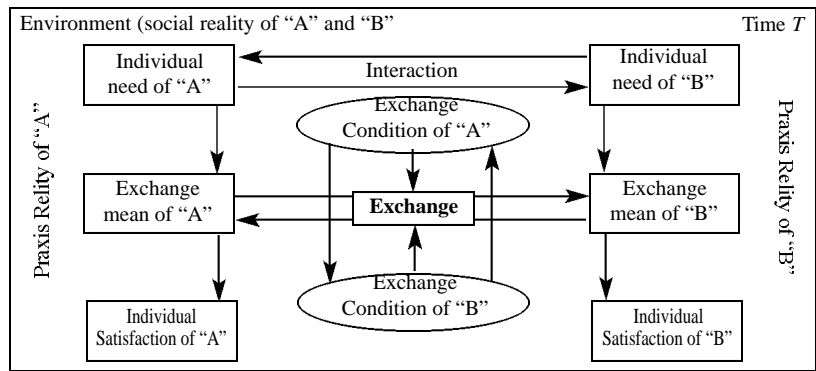 Environment (social reality of “A” and “B”
Time T
Individual
need of “A”
Interaction
Individual
need of “B”
Exchange
Condition of “A”
Praxis Relity of “A”
Praxis Relity of “B”
Exchange
mean of “A”
Exchange
Exchange
mean of “B”
Exchange
Condition of “B”
Individual
Satisfaction of “A”
Individual
Satisfaction of “B”